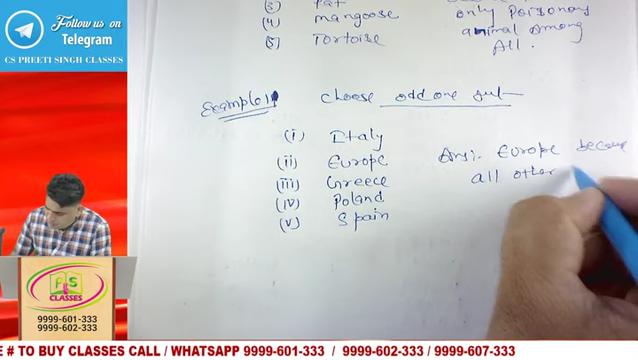 Follow us on
Telegram
CS PREETI SINGH CLASSES
(3)
(4) mangoose
(5) Tortoise
only Poisonous
animal Among
All.
Example 1
choose odd one out
(i) Italy
(ii) Europe
(iii) Greece
(iv) Poland
(v) Spain
Ans:- Europe because
all other
CLASSES
9999-601-333
9999-602-333
E # TO BUY CLASSES CALL / WHATSAPP 9999-601-333 / 9999-602-333 / 9999-607-333